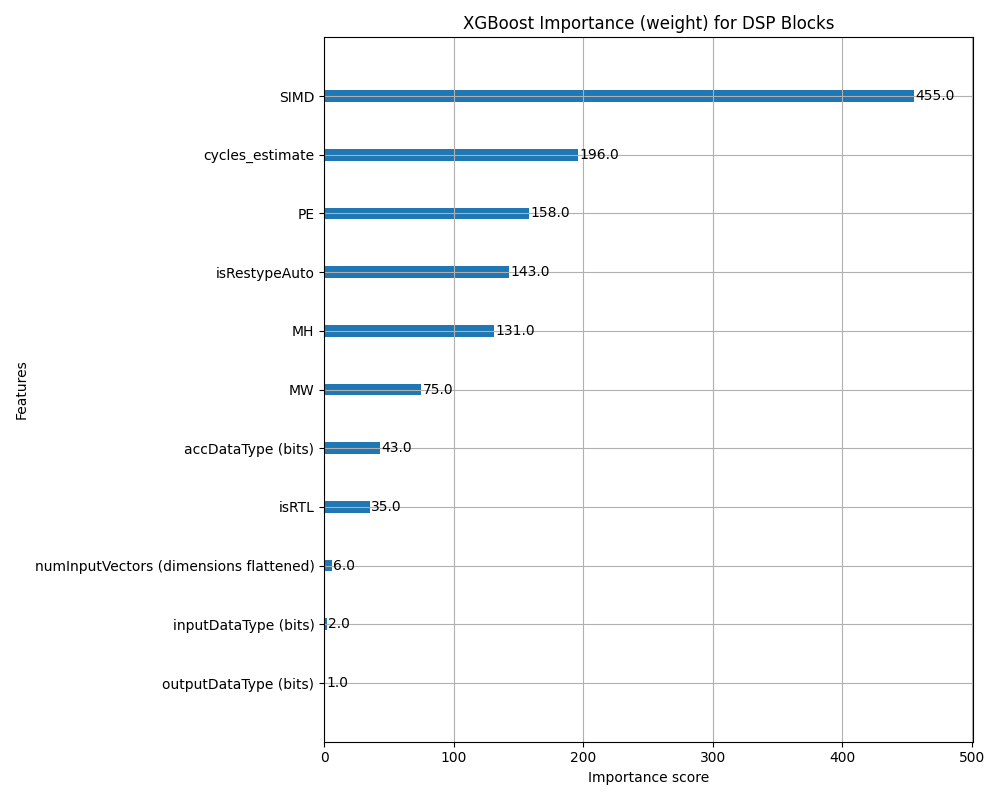 XGBoost Importance (weight) for DSP Blocks
SIMD 455.0
cycles_estimate 196.0
PE 158.0
isRestypeAuto 143.0
MH 131.0
MW 75.0
accDataType (bits) 43.0
isRTL 35.0
numInputVectors (dimensions flattened) 6.0
inputDataType (bits) 2.0
outputDataType (bits) 1.0
Features
0 100 200 300 400 500
Importance score